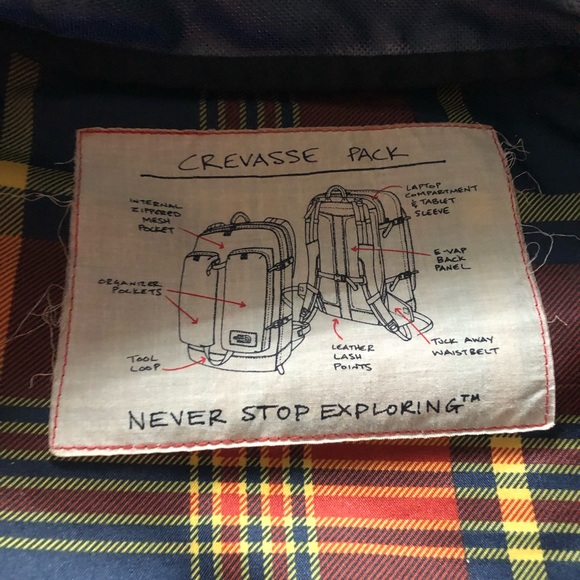 CREVASSE PACK
INTERNAL
ZIPPERED
MESH
POCKET
LAPTOP
COMPARTMENT
& TABLET
SLEEVE
E-VAP
BACK
PANEL
ORGANIZER
POCKETS
TOOL
LOOP
LEATHER
LASH
POINTS
TUCK AWAY
WAISTBELT
NEVER STOP EXPLORING™